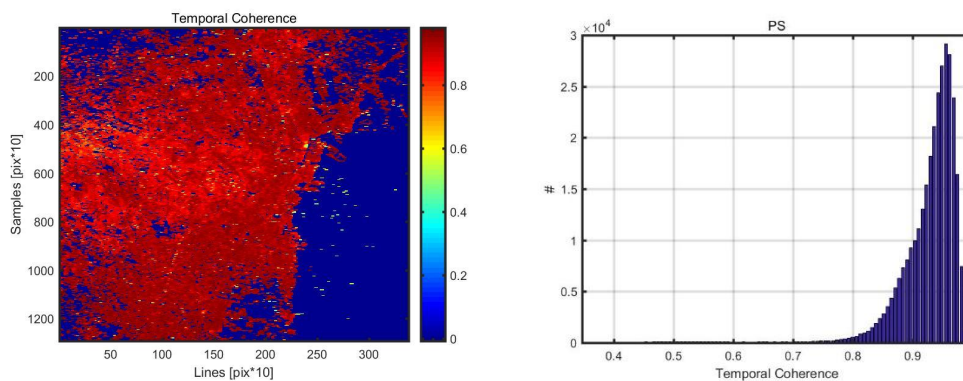 Temporal Coherence
200
400
600
800
1000
1200
Samples [pix*10]
50 100 150 200 250 300
Lines [pix*10]
0.8
0.6
0.4
0.2
0
PS
×10⁴
3
2.5
2
1.5
1
0.5
0
#
0.4 0.5 0.6 0.7 0.8 0.9
Temporal Coherence